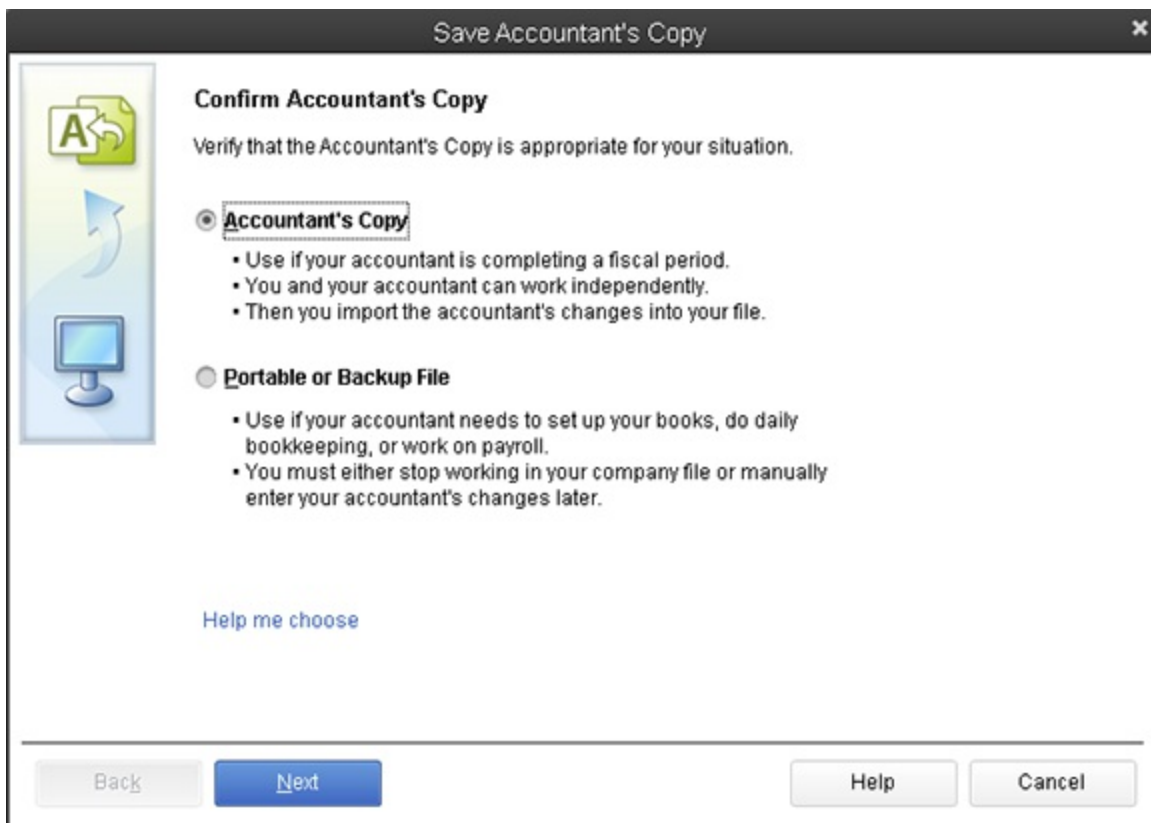 Save Accountant's Copy
Confirm Accountant's Copy
Verify that the Accountant's Copy is appropriate for your situation.
Accountant's Copy
• Use if your accountant is completing a fiscal period.
• You and your accountant can work independently.
• Then you import the accountant's changes into your file.
Portable or Backup File
• Use if your accountant needs to set up your books, do daily
bookkeeping, or work on payroll.
• You must either stop working in your company file or manually
enter your accountant's changes later.
Help me choose
Back
Next
Help
Cancel
A